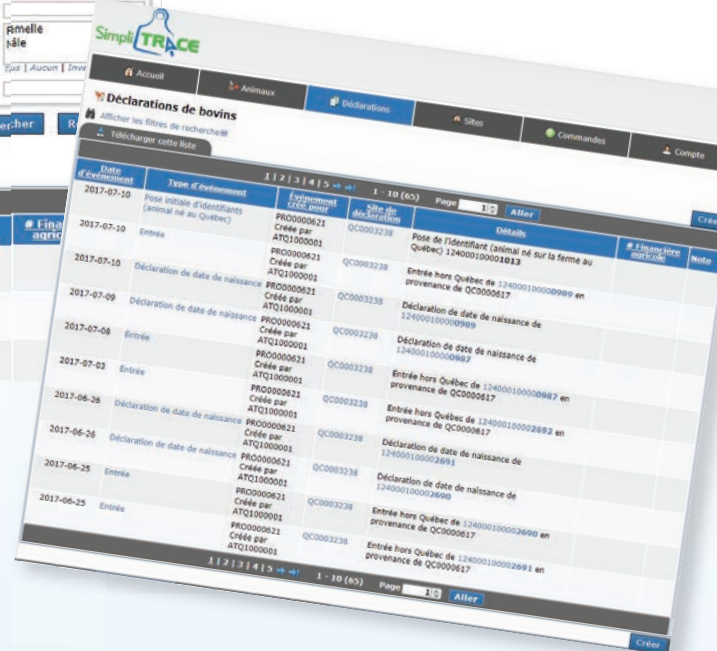 Femelle
Mâle
Tus | Aucun | Inve
SimpliTRACE
Accueil
Animaux
Déclarations
Sites
Commandes
Compte
Déclarations de bovins
Afficher les filtres de recherche
Télécharger cette liste
1 | 2 | 3 | 4 | 5
1 - 10 (65)
Page 1 Aller
Créer
Date d'événement
Type d'événement
Événement créé pour
Site de déclaration
Détails
# Financière agricole
Note
2017-07-10
Pose initiale d'identifiants (animal né au Québec)
PRO0000621 Créée par ATQ1000001
QC0003238
Pose de l'identifiant (animal né sur la ferme au Québec) 124000100001013
2017-07-10
Entrée
PRO0000621 Créée par ATQ1000001
QC0003238
Entrée hors Québec de 124000100000989 en provenance de QC0000617
2017-07-10
Déclaration de date de naissance
PRO0000621 Créée par ATQ1000001
QC0003238
Déclaration de date de naissance de 124000100000989
2017-07-09
Déclaration de date de naissance
PRO0000621 Créée par ATQ1000001
QC0003238
Déclaration de date de naissance de 124000100000987
2017-07-08
Entrée
PRO0000621 Créée par ATQ1000001
QC0003238
Entrée hors Québec de 124000100000987 en provenance de QC0000617
2017-07-03
Entrée
PRO0000621 Créée par ATQ1000001
QC0003238
Entrée hors Québec de 124000100002692 en provenance de QC0000617
2017-06-26
Déclaration de date de naissance
PRO0000621 Créée par ATQ1000001
QC0003238
Déclaration de date de naissance de 124000100002691
2017-06-26
Déclaration de date de naissance
PRO0000621 Créée par ATQ1000001
QC0003238
Déclaration de date de naissance de 124000100002690
2017-06-25
Entrée
PRO0000621 Créée par ATQ1000001
QC0003238
Entrée hors Québec de 124000100002690 en provenance de QC0000617
2017-06-25
Entrée
PRO0000621 Créée par ATQ1000001
QC0003238
Entrée hors Québec de 124000100002691 en provenance de QC0000617
1 | 2 | 3 | 4 | 5
1 - 10 (65)
Page 1 Aller
Créer